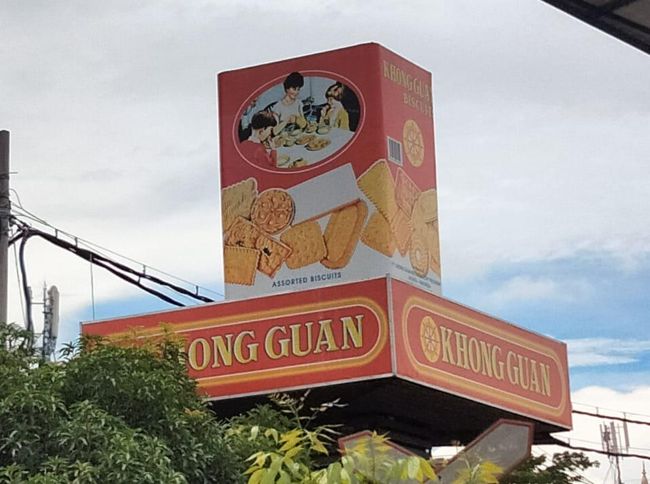 KHONG GUAN
BISCUITS
ASSORTED BISCUITS
ONG GUAN
KHONG GUAN